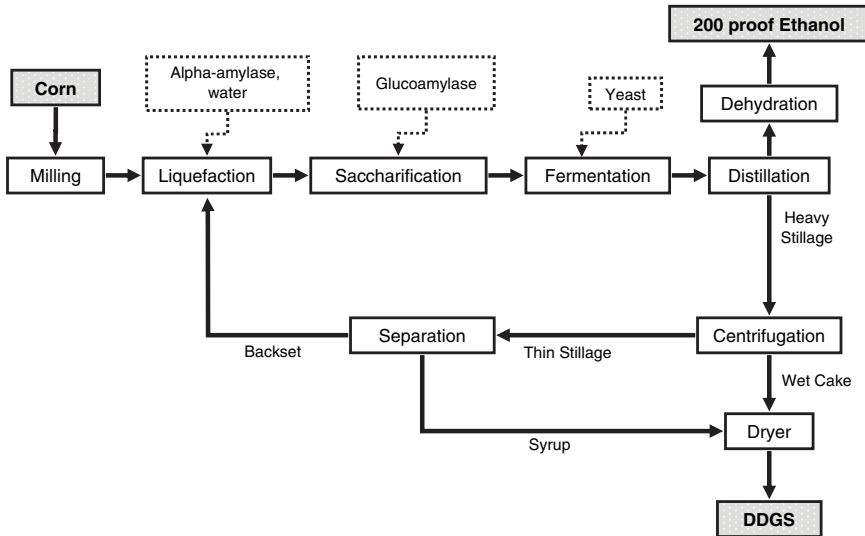 200 proof Ethanol
Alpha-amylase,
water
Glucoamylase
Corn
Yeast
Dehydration
Milling
Liquefaction
Saccharification
Fermentation
Distillation
Heavy
Stillage
Separation
Centrifugation
Backset
Thin Stillage
Wet Cake
Dryer
Syrup
DDGS